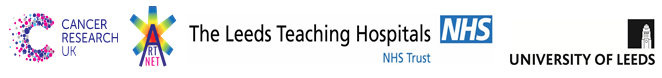 CANCER
RESEARCH
UK
ART
NET
The Leeds Teaching Hospitals NHS
NHS Trust
UNIVERSITY OF LEEDS